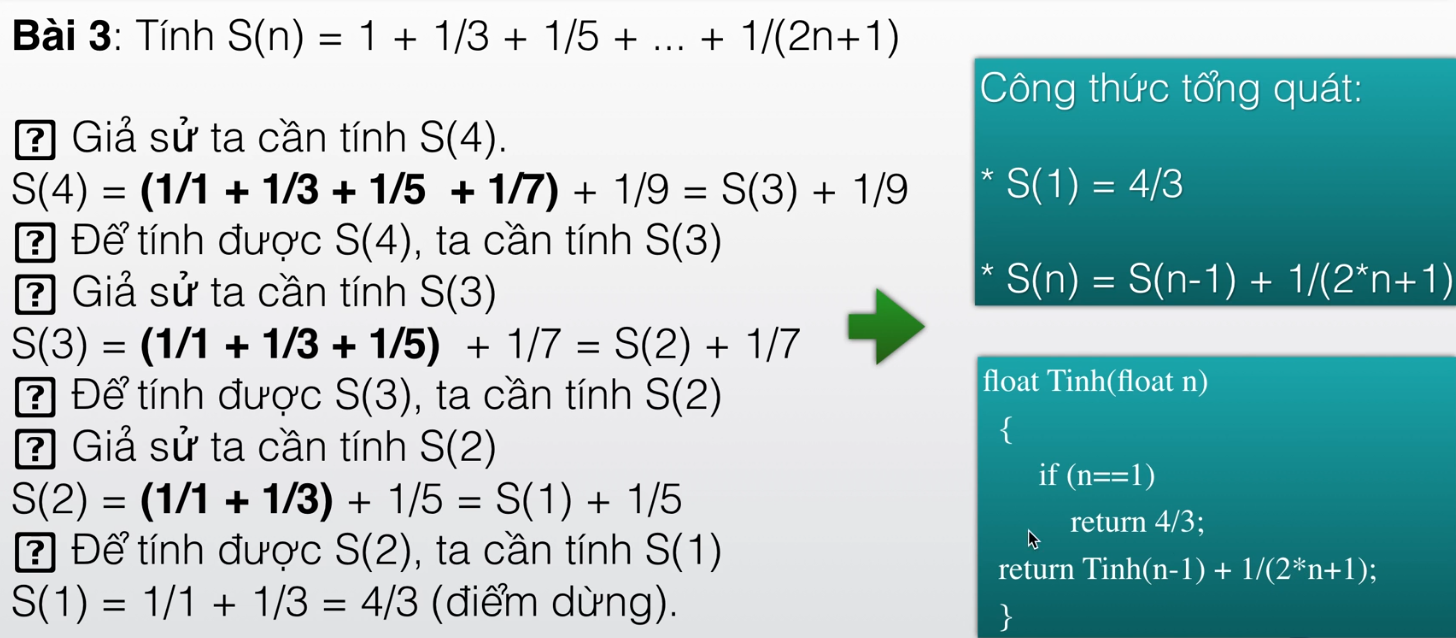 Bài 3: Tính S(n) = 1 + 1/3 + 1/5 + ... + 1/(2n+1)
? Giả sử ta cần tính S(4).
S(4) = (1/1 + 1/3 + 1/5 + 1/7) + 1/9 = S(3) + 1/9
? Để tính được S(4), ta cần tính S(3)
? Giả sử ta cần tính S(3)
S(3) = (1/1 + 1/3 + 1/5) + 1/7 = S(2) + 1/7
? Để tính được S(3), ta cần tính S(2)
? Giả sử ta cần tính S(2)
S(2) = (1/1 + 1/3) + 1/5 = S(1) + 1/5
? Để tính được S(2), ta cần tính S(1)
S(1) = 1/1 + 1/3 = 4/3 (điểm dừng).
Công thức tổng quát:
* S(1) = 4/3
* S(n) = S(n-1) + 1/(2*n+1)
float Tinh(float n)
{
if (n==1)
return 4/3;
return Tinh(n-1) + 1/(2*n+1);
}